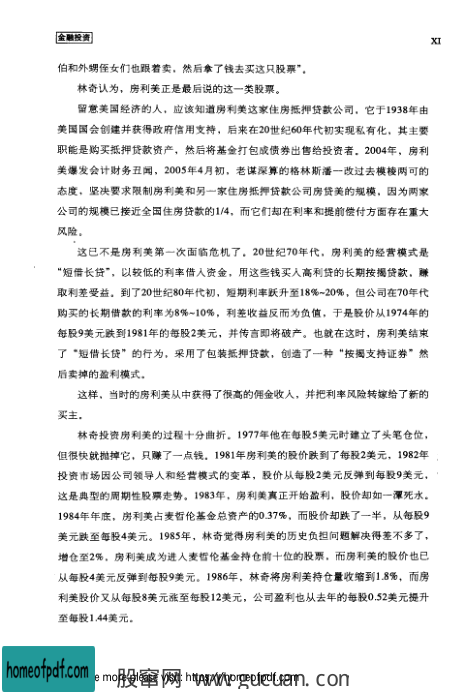 金融投资
XI
伯和外甥侄女们也跟着卖，然后拿了钱去买这只股票”。
林奇认为，房利美正是最后说的这一类股票。
留意美国经济的人，应该知道房利美这家住房抵押贷款公司，它于1938年由
美国国会创建并获得政府信用支持，后来在20世纪60年代初实现私有化，其主要
职能是购买抵押贷款资产，然后将基金打包成债券出售给投资者。2004年，房利
美爆发会计财务丑闻，2005年4月初，老谋深算的格林斯潘一改过去模棱两可的
态度，坚决要求限制房利美和另一家住房抵押贷款公司房贷美的规模，因为两家
公司的规模已接近全国住房贷款的1/4，而它们却在利率和提前偿付方面存在重大
风险。
这已不是房利美第一次面临危机了。20世纪70年代，房利美的经营模式是
“短借长贷”，以较低的利率借入资金，用这些钱买入高利贷的长期按揭贷款，赚
取利差受益。到了20世纪80年代初，短期利率跃升至18%~20%，但公司在70年代
购买的长期借款的利率为8%~10%，利差收益反而为负值，于是股价从1974年的
每股9美元跌到1981年的每股2美元，并传言即将破产。也就在这时，房利美结束
了“短借长贷”的行为，采用了包装抵押贷款，创造了一种“按揭支持证券”然
后卖掉的盈利模式。
这样，当时的房利美从中获得了很高的佣金收入，并把利率风险转嫁给了新的
买主。
林奇投资房利美的过程十分曲折。1977年他在每股5美元时建立了头笔仓位，
但很快就抛掉它，只赚了一点钱。1981年房利美的股价跌到了每股2美元，1982年
投资市场因公司领导人和经营模式的变革，股价从每股2美元反弹到每股9美元，
这是典型的周期性股票走势。1983年，房利美真正开始盈利，股价却如一潭死水。
1984年年底，房利美占麦哲伦基金总资产的0.37%，而股价却跌了一半，从每股9
美元跌至每股4美元。1985年，林奇觉得房利美的历史负担问题解决得差不多了，
增仓至2%，房利美成为进入麦哲伦基金持仓前十位的股票，而房利美的股价也已
从每股4美元反弹到每股9美元。1986年，林奇将房利美持仓量收缩到1.8%，而房
利美股价又从每股8美元涨至每股12美元，公司盈利也从去年的每股0.52美元提升
至每股1.44美元。
homeofpdf.com
more please visit: https://homeofpdf.com
股窜网 www.gucuan.com